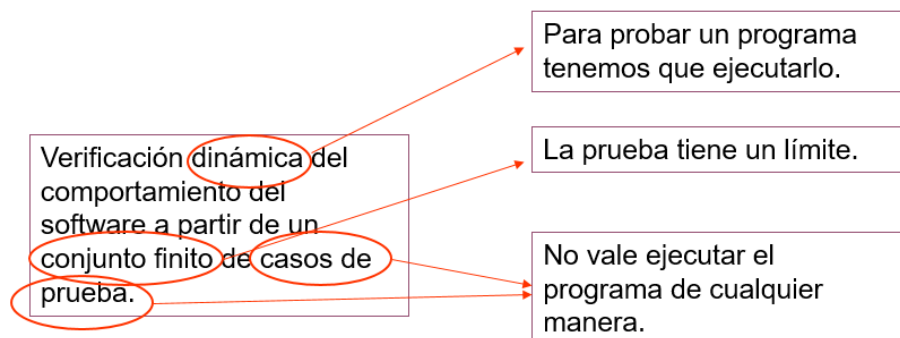 Para probar un programa
tenemos que ejecutarlo.
Verificación dinámica del
comportamiento del
software a partir de un
conjunto finito de casos de
prueba.
La prueba tiene un límite.
No vale ejecutar el
programa de cualquier
manera.